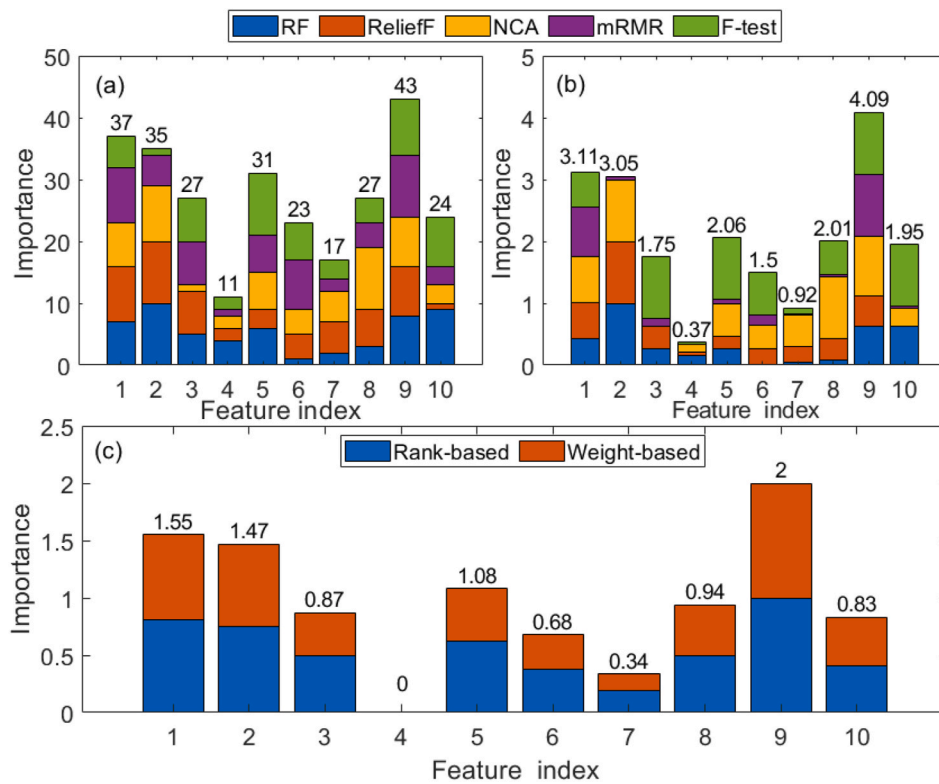 RF ReliefF NCA mRMR F-test
(a)
Importance
50
40
30
20
10
0
37 35 27 11 31 23 17 27 43 24
1 2 3 4 5 6 7 8 9 10
Feature index
(b)
Importance
5
4
3
2
1
0
3.11 3.05 1.75 0.37 2.06 1.5 0.92 2.01 4.09 1.95
1 2 3 4 5 6 7 8 9 10
Feature index
(c)
Rank-based Weight-based
Importance
2.5
2
1.5
1
0.5
0
1.55 1.47 0.87 0 1.08 0.68 0.34 0.94 2 0.83
1 2 3 4 5 6 7 8 9 10
Feature index